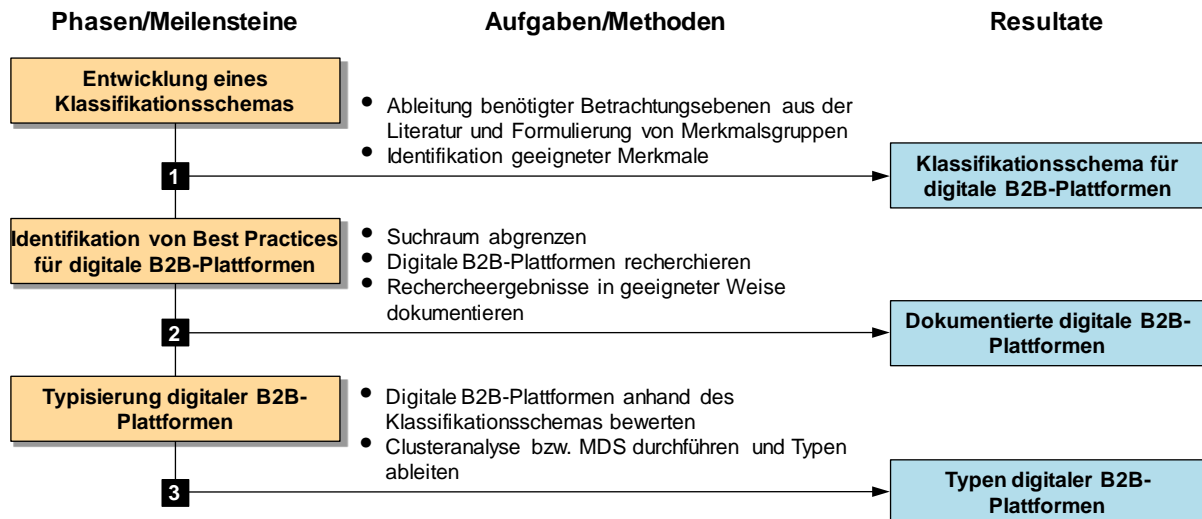 Phasen/Meilensteine
Aufgaben/Methoden
Resultate
Entwicklung eines
Klassifikationsschemas
• Ableitung benötigter Betrachtungsebenen aus der
Literatur und Formulierung von Merkmalsgruppen
• Identifikation geeigneter Merkmale
1
Klassifikationsschema für
digitale B2B-Plattformen
Identifikation von Best Practices
für digitale B2B-Plattformen
• Suchraum abgrenzen
• Digitale B2B-Plattformen recherchieren
• Rechercheergebnisse in geeigneter Weise
dokumentieren
2
Dokumentierte digitale B2B-
Plattformen
Typisierung digitaler B2B-
Plattformen
• Digitale B2B-Plattformen anhand des
Klassifikationsschemas bewerten
• Clusteranalyse bzw. MDS durchführen und Typen
ableiten
3
Typen digitaler B2B-
Plattformen